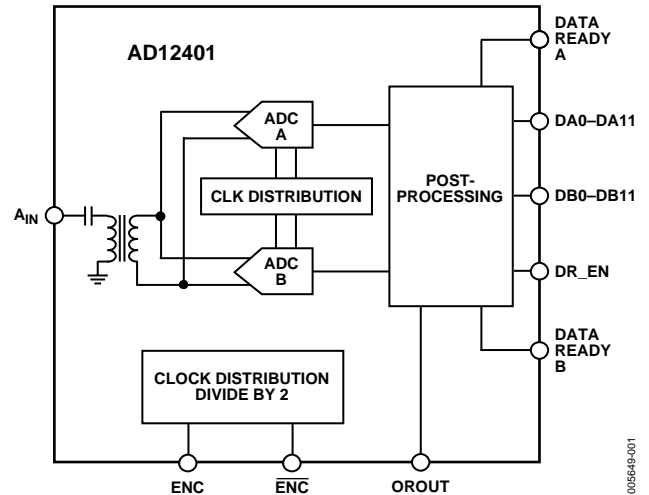 AD12401
DATA
READY
A
ADC
A
DA0–DA11
CLK DISTRIBUTION
POST-
PROCESSING
DB0–DB11
AIN
ADC
B
DR_EN
DATA
READY
B
CLOCK DISTRIBUTION
DIVIDE BY 2
ENC
ENC
OROUT
005649-001